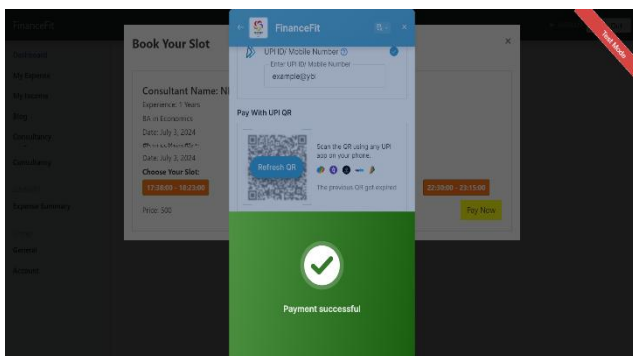 FinanceFit
Dashboard
My Expense
My Income
Blog
Consultancy
Consultancy
Expense Summary
General
Account
Book Your Slot
×
Consultant Name: NI
Experience: 1 Years
BA in Economics
Date: July 3, 2024
Date: July 3, 2024
Choose Your Slot:
17:38:00 - 18:23:00
22:30:00 - 23:15:00
Price: 500
Pay Now
FinanceFit
×
UPI ID/ Mobile Number
Enter UPI ID/ Mobile Number
example@ybl
Pay With UPI QR
Refresh QR
Scan the QR using any UPI
app on your phone.
The previous QR got expired
Payment successful
Test Mode